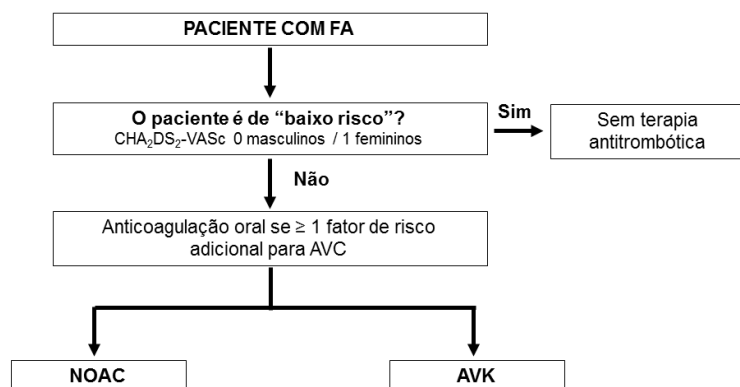 PACIENTE COM FA
O paciente é de “baixo risco”?
CHA₂DS₂-VASc 0 masculinos / 1 femininos
Sim
Sem terapia
antitrombótica
Não
Anticoagulação oral se ≥ 1 fator de risco
adicional para AVC
NOAC
AVK